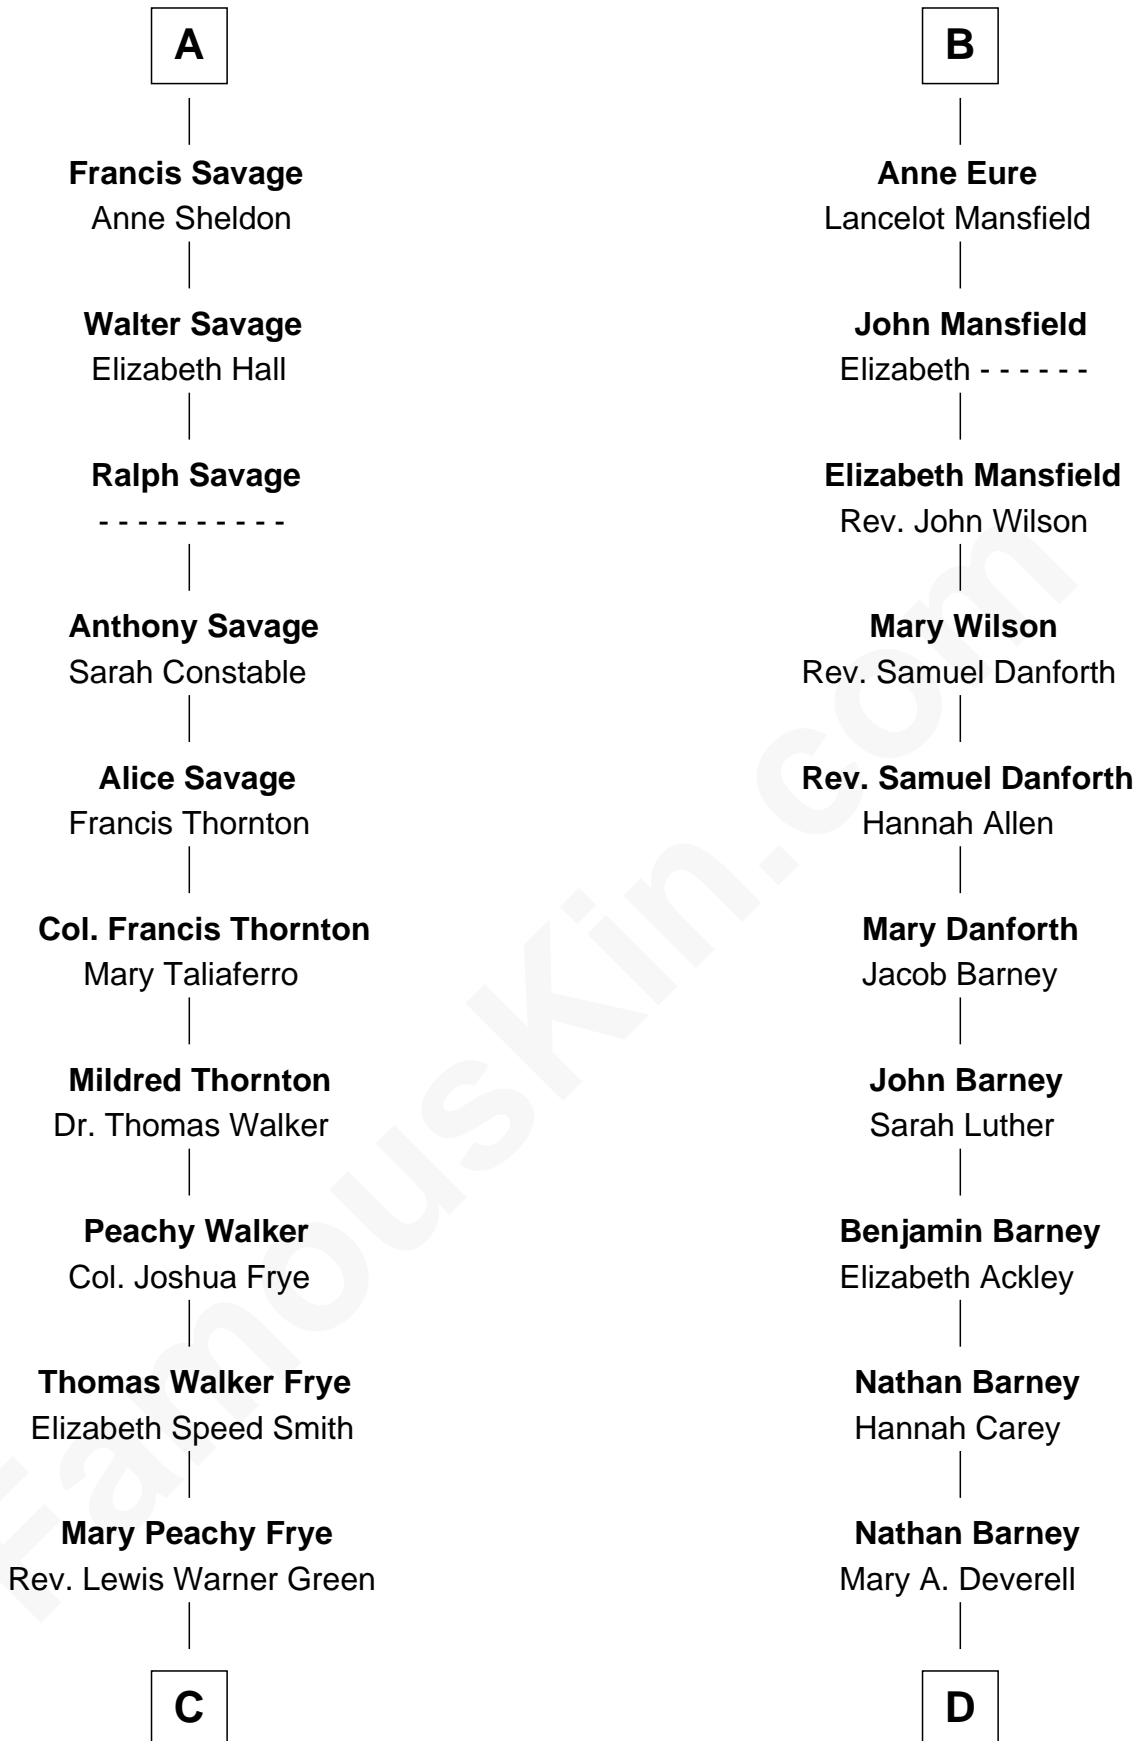 A
Francis Savage
Anne Sheldon
Walter Savage
Elizabeth Hall
Ralph Savage
- - - - - - - - - -
Anthony Savage
Sarah Constable
Alice Savage
Francis Thornton
Col. Francis Thornton
Mary Taliaferro
Mildred Thornton
Dr. Thomas Walker
Peachy Walker
Col. Joshua Frye
Thomas Walker Frye
Elizabeth Speed Smith
Mary Peachy Frye
Rev. Lewis Warner Green
C
B
Anne Eure
Lancelot Mansfield
John Mansfield
Elizabeth - - - - - -
Elizabeth Mansfield
Rev. John Wilson
Mary Wilson
Rev. Samuel Danforth
Rev. Samuel Danforth
Hannah Allen
Mary Danforth
Jacob Barney
John Barney
Sarah Luther
Benjamin Barney
Elizabeth Ackley
Nathan Barney
Hannah Carey
Nathan Barney
Mary A. Deverell
D
FamousKin.com